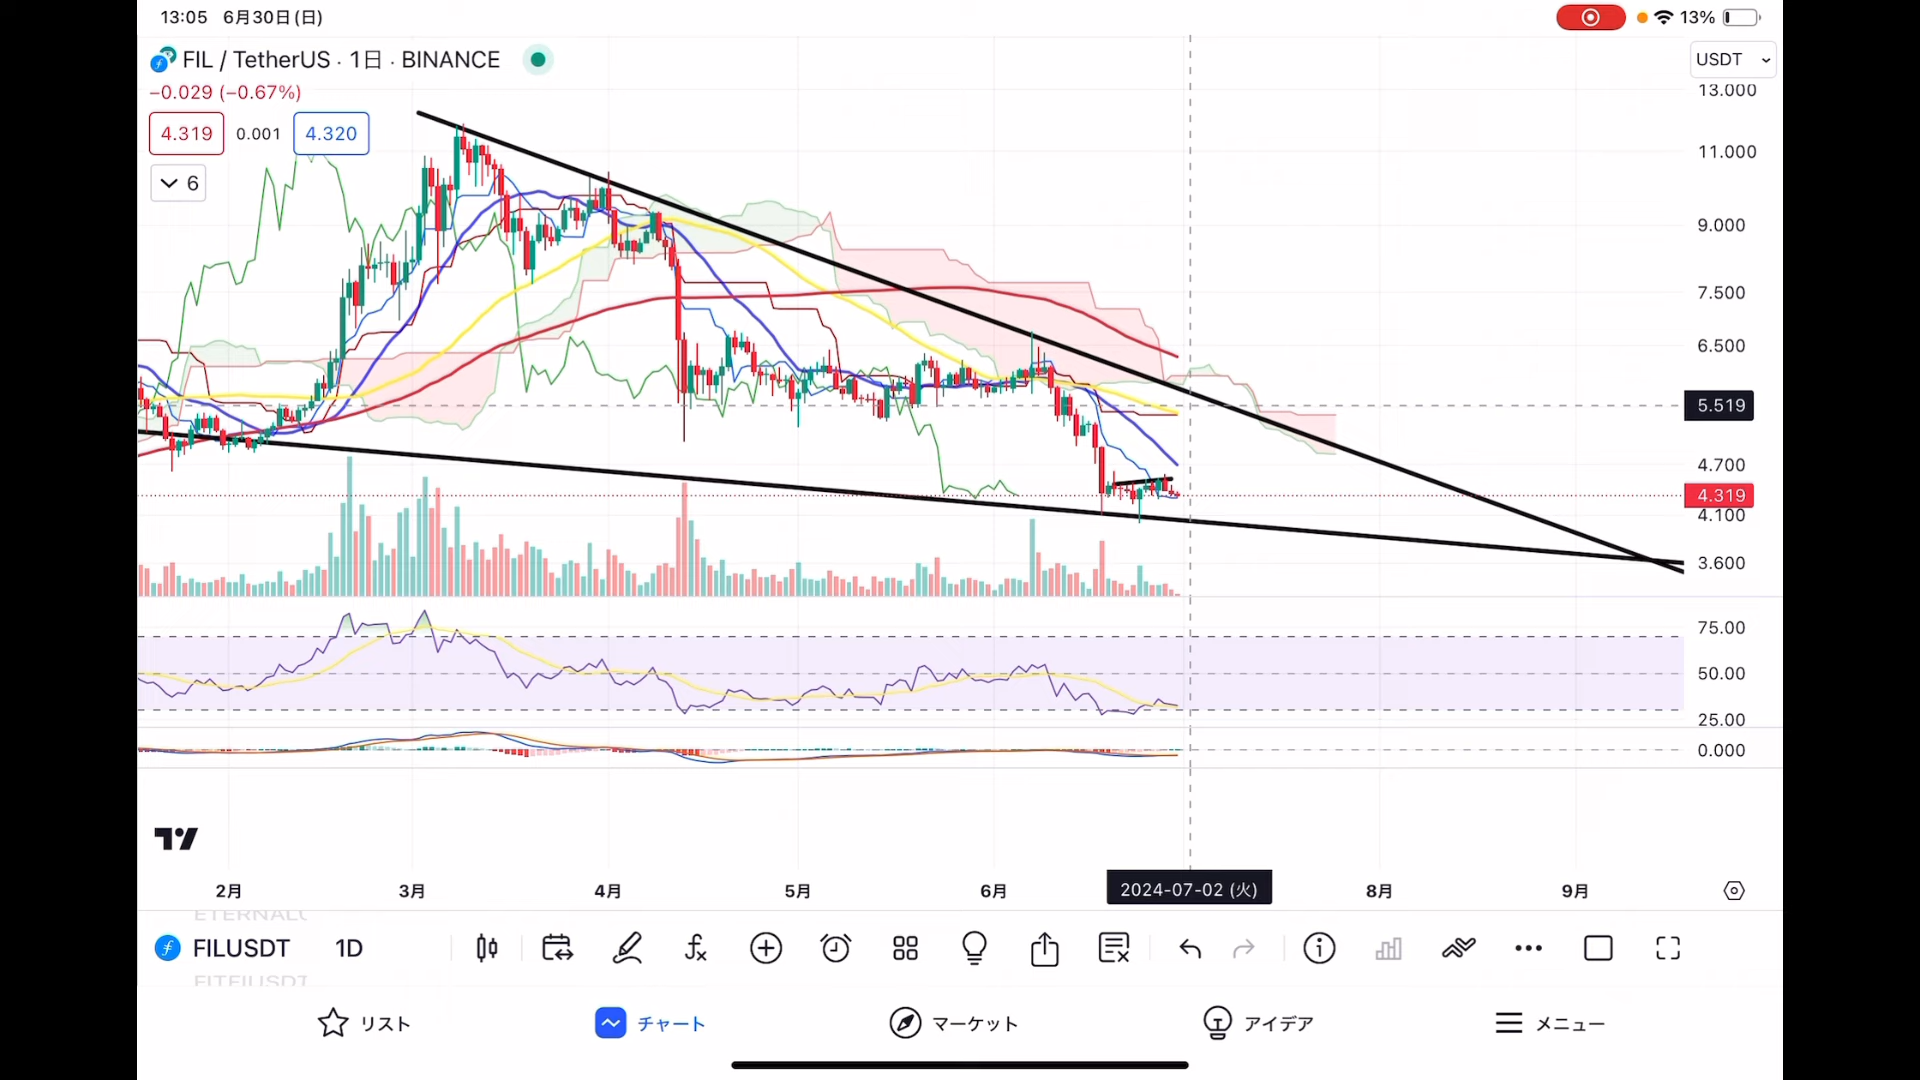 13:05 6月30日(日)
13%
FIL / TetherUS · 1日 · BINANCE
USDT
−0.029 (−0.67%)
4.319 0.001 4.320
6
13.000
11.000
9.000
7.500
6.500
5.519
4.700
4.319
4.100
3.600
75.00
50.00
25.00
0.000
2月 3月 4月 5月 6月 2024-07-02 (火) 8月 9月
FILUSDT 1D
リスト チャート マーケット アイデア メニュー